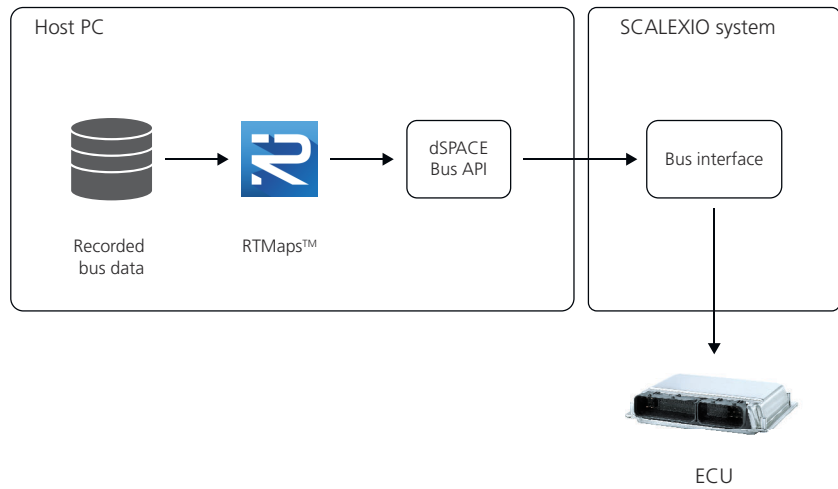 Host PC
SCALEXIO system
dSPACE
Bus API
Bus interface
Recorded
bus data
RTMaps™
ECU